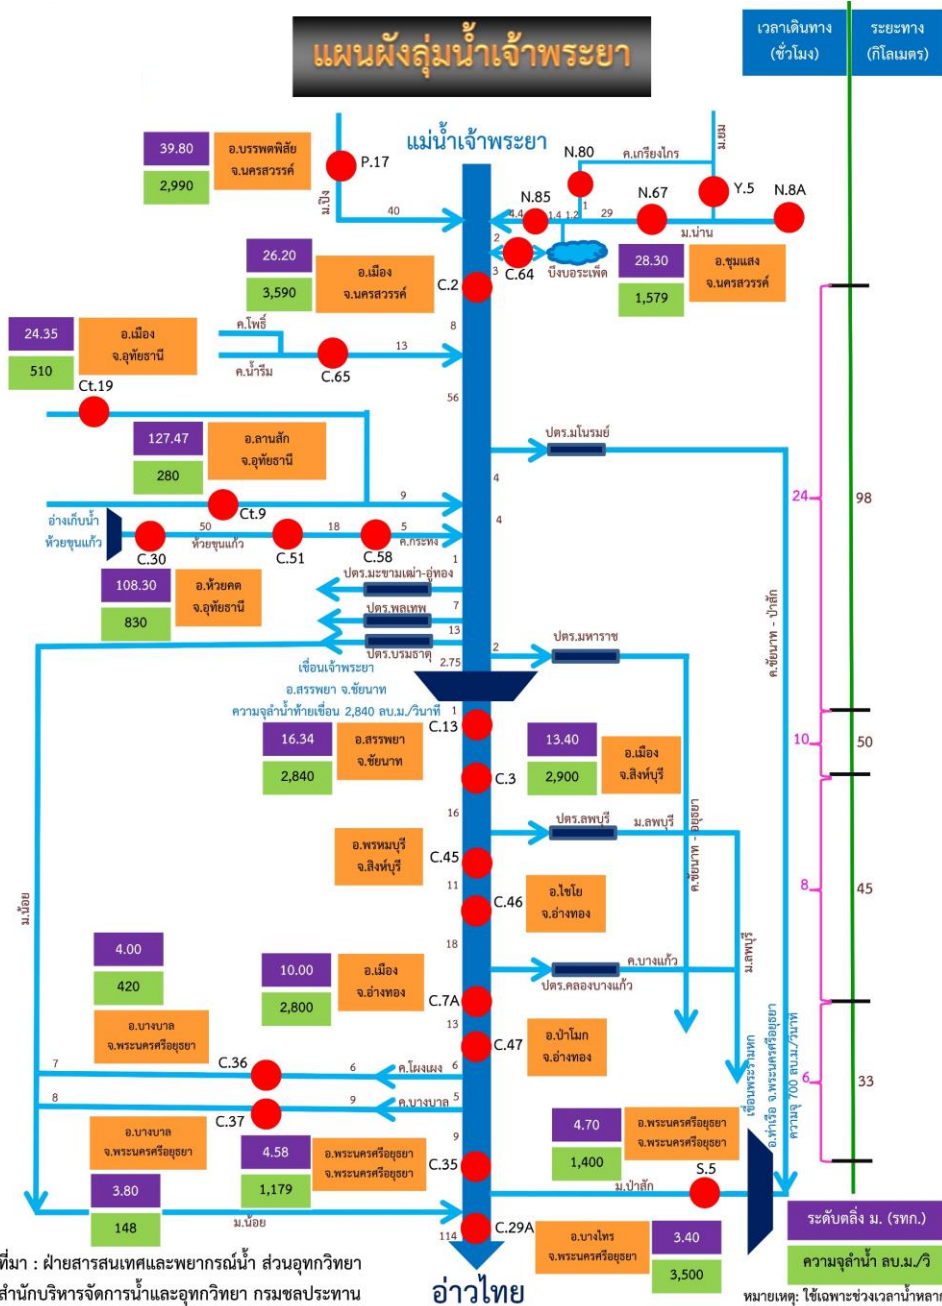 แผนผังลุ่มน้ำเจ้าพระยา
เวลาเดินทาง
(ชั่วโมง)
ระยะทาง
(กิโลเมตร)
แม่น้ำเจ้าพระยา
39.80
2,990
อ.บรรพตพิสัย
จ.นครสวรรค์
P.17
ม.ปิง
40
N.80
ค.เกรียงไกร
ม.ยม
N.85
N.67
Y.5
N.8A
4.4
1.4
1.2
1
29
ม.น่าน
2
C.64
บึงบอระเพ็ด
3
26.20
3,590
อ.เมือง
จ.นครสวรรค์
C.2
28.30
1,579
อ.ชุมแสง
จ.นครสวรรค์
24.35
510
อ.เมือง
จ.อุทัยธานี
ค.โพธิ์
ค.น้ำริม
13
C.65
8
Ct.19
56
127.47
280
อ.ลานสัก
จ.อุทัยธานี
ปตร.มโนรมย์
4
24
98
Ct.9
9
4
อ่างเก็บน้ำ
ห้วยขุนแก้ว
50
ห้วยขุนแก้ว
18
5
ค.กระทง
C.30
C.51
C.58
1
108.30
830
อ.ห้วยคต
จ.อุทัยธานี
ปตร.มะขามเฒ่า-อู่ทอง
7
ปตร.พลเทพ
13
ปตร.บรมธาตุ
2.75
2
ปตร.มหาราช
ค.ชัยนาท - ป่าสัก
เขื่อนเจ้าพระยา
อ.สรรพยา จ.ชัยนาท
ความจุลำน้ำท้ายเขื่อน 2,840 ลบ.ม./วินาที
1
C.13
16.34
2,840
อ.สรรพยา
จ.ชัยนาท
13.40
2,900
อ.เมือง
จ.สิงห์บุรี
C.3
10
50
16
ปตร.ลพบุรี
ม.ลพบุรี
ค.ชัยนาท - อยุธยา
อ.พรหมบุรี
จ.สิงห์บุรี
C.45
11
C.46
อ.ไชโย
จ.อ่างทอง
8
45
ม.น้อย
18
ม.ลพบุรี
4.00
420
อ.บางบาล
จ.พระนครศรีอยุธยา
10.00
2,800
อ.เมือง
จ.อ่างทอง
ค.บางแก้ว
ปตร.คลองบางแก้ว
C.7A
13
C.47
อ.ป่าโมก
จ.อ่างทอง
7
C.36
6
ค.โผงเผง
6
8
C.37
9
ค.บางบาล
5
เขื่อนพระรามหก
อ.ท่าเรือ จ.พระนครศรีอยุธยา
ความจุ 700 ลบ.ม./วินาที
6
33
อ.บางบาล
จ.พระนครศรีอยุธยา
3.80
148
4.58
1,179
อ.พระนครศรีอยุธยา
จ.พระนครศรีอยุธยา
9
C.35
4.70
1,400
อ.พระนครศรีอยุธยา
จ.พระนครศรีอยุธยา
S.5
ม.ป่าสัก
ม.น้อย
114
C.29A
อ.บางไทร
จ.พระนครศรีอยุธยา
3.40
3,500
ระดับตลิ่ง ม. (รทก.)
ความจุลำน้ำ ลบ.ม./วิ
อ่าวไทย
ที่มา : ฝ่ายสารสนเทศและพยากรณ์น้ำ ส่วนอุทกวิทยา
สำนักบริหารจัดการน้ำและอุทกวิทยา กรมชลประทาน
หมายเหตุ: ใช้เฉพาะช่วงเวลาน้ำหลาก